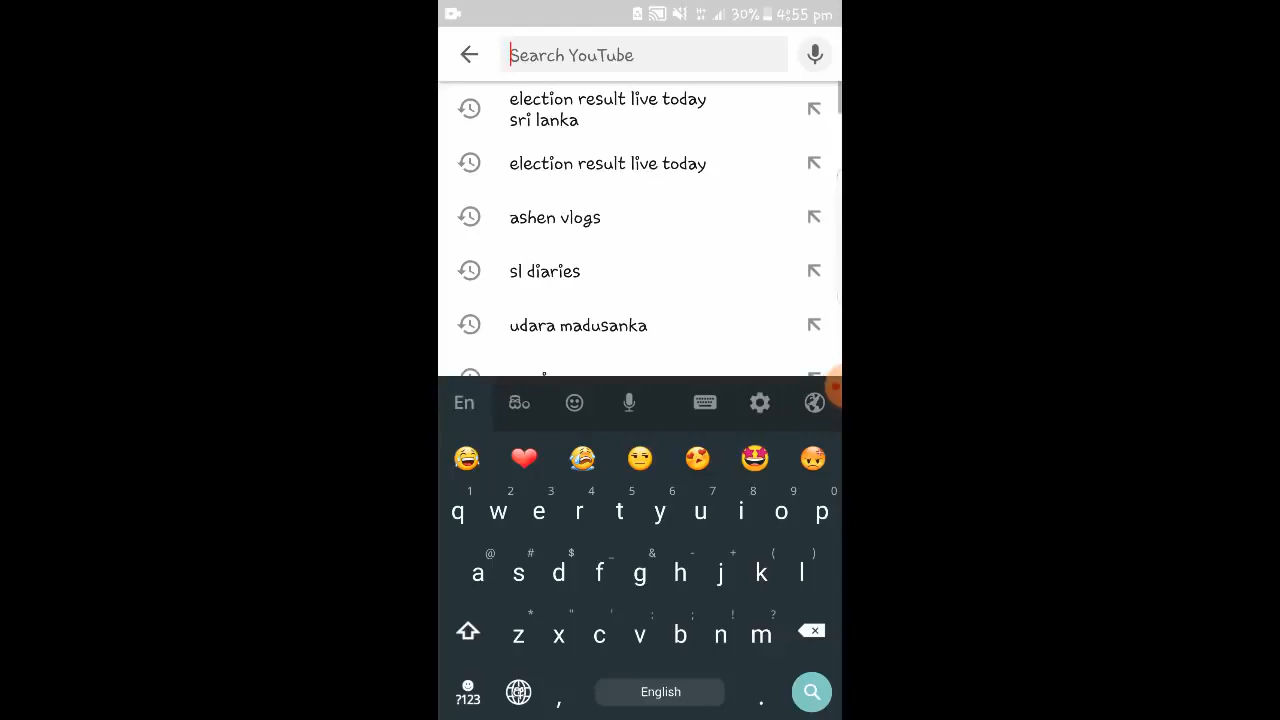 30% 4:55 pm
Search YouTube
election result live today
sri lanka
election result live today
ashen vlogs
sl diaries
udara madusanka
En සිං
1 2 3 4 5 6 7 8 9 0
q w e r t y u i o p
@ # $ _ & - + ( )
a s d f g h j k l
* " ' : ; ! ?
z x c v b n m
?123 , English .